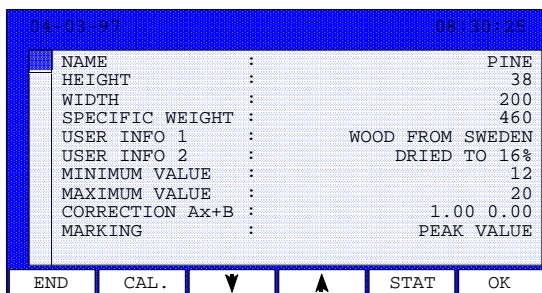 04-03-97 08:30:25
NAME : PINE
HEIGHT : 38
WIDTH : 200
SPECIFIC WEIGHT : 460
USER INFO 1 : WOOD FROM SWEDEN
USER INFO 2 : DRIED TO 16%
MINIMUM VALUE : 12
MAXIMUM VALUE : 20
CORRECTION Ax+B : 1.00 0.00
MARKING : PEAK VALUE
END CAL. STAT OK